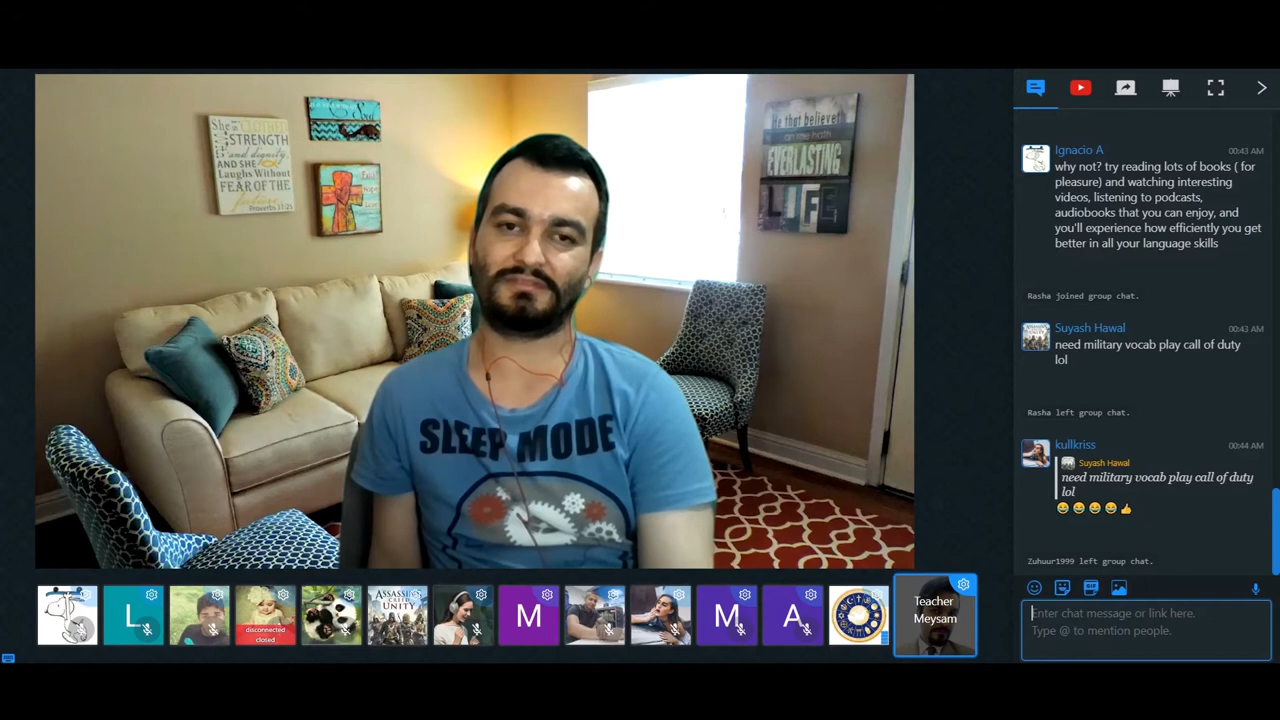 She is CLOTHED
in STRENGTH
and dignity
AND SHE
Laughs Without
FEAR OF THE
future
Proverbs 31:25
Faith
Hope
Love
He that believeth
on me hath
EVERLASTING
LIFE
SLEEP MODE
Ignacio A
00:43 AM
why not? try reading lots of books ( for
pleasure) and watching interesting
videos, listening to podcasts,
audiobooks that you can enjoy, and
you'll experience how efficiently you get
better in all your language skills
Rasha joined group chat.
Suyash Hawal
00:43 AM
need military vocab play call of duty
lol
Rasha left group chat.
kullkriss
00:44 AM
Suyash Hawal
need military vocab play call of duty
lol
😂😂😂😂👍
Zuhuur1999 left group chat.
Enter chat message or link here.
Type @ to mention people.
L
disconnected
closed
ASSASSIN'S
CREED
UNITY
M
M
A
Teacher
Meysam